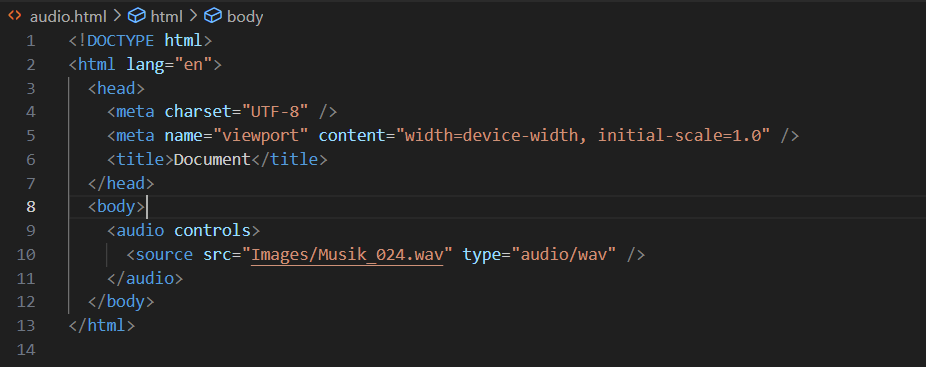 audio.html > html > body
1 <!DOCTYPE html>
2 <html lang="en">
3 <head>
4 <meta charset="UTF-8" />
5 <meta name="viewport" content="width=device-width, initial-scale=1.0" />
6 <title>Document</title>
7 </head>
8 <body>
9 <audio controls>
10 <source src="Images/Musik_024.wav" type="audio/wav" />
11 </audio>
12 </body>
13 </html>
14